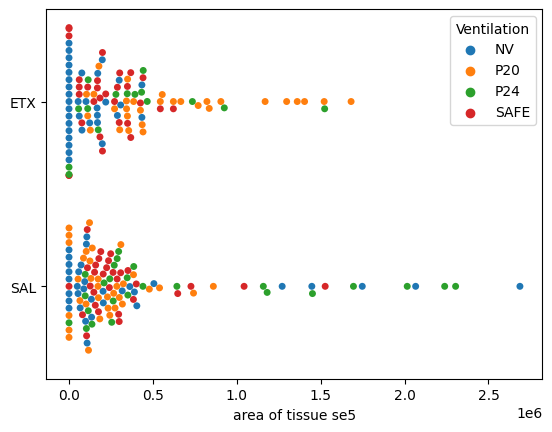 Ventilation
NV
P20
P24
SAFE
ETX
SAL
0.0 0.5 1.0 1.5 2.0 2.5
1e6
area of tissue se5